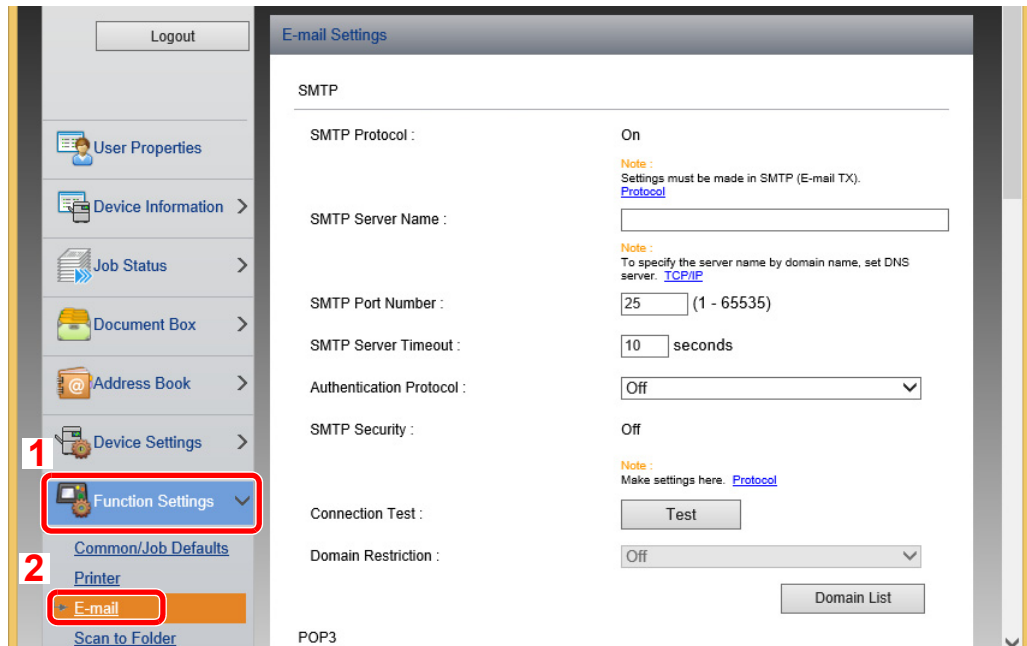 Logout
User Properties
Device Information
Job Status
Document Box
Address Book
Device Settings
1
Function Settings
Common/Job Defaults
2
Printer
E-mail
Scan to Folder
E-mail Settings
SMTP
SMTP Protocol : On
Note :
Settings must be made in SMTP (E-mail TX).
Protocol
SMTP Server Name :
Note :
To specify the server name by domain name, set DNS
server. TCP/IP
SMTP Port Number : 25 (1 - 65535)
SMTP Server Timeout : 10 seconds
Authentication Protocol : Off
SMTP Security : Off
Note :
Make settings here. Protocol
Connection Test : Test
Domain Restriction : Off
Domain List
POP3